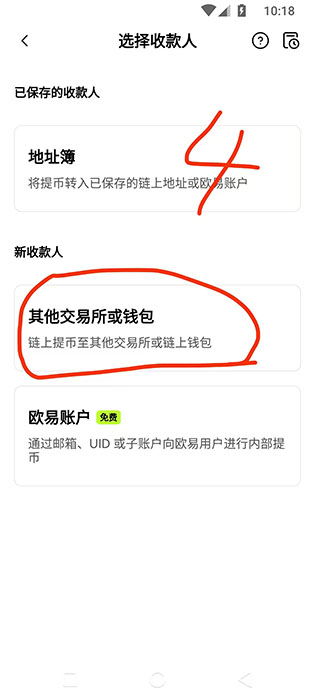 10:18
选择收款人
已保存的收款人
地址簿
4
将提币转入已保存的链上地址或欧易账户
新收款人
其他交易所或钱包
链上提币至其他交易所或链上钱包
欧易账户 免费
通过邮箱、UID 或子账户向欧易用户进行内部提
币